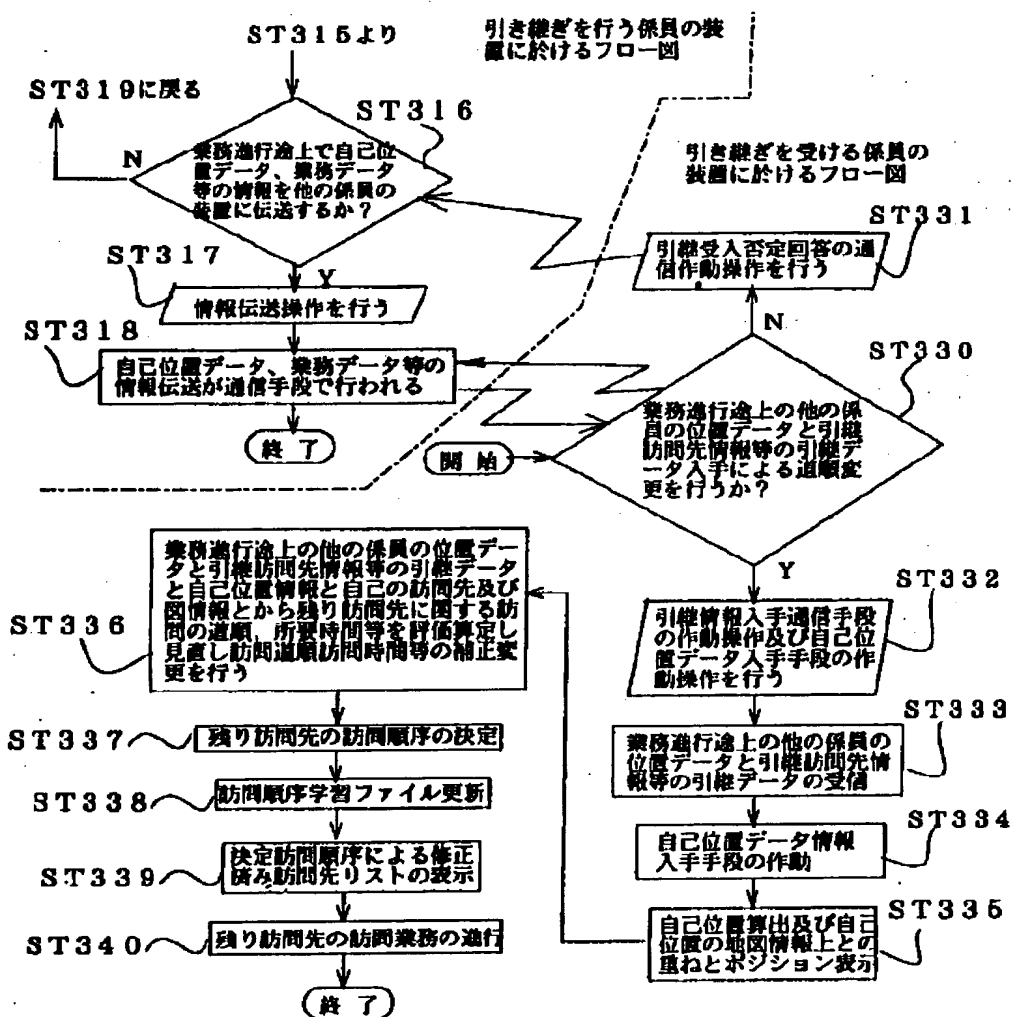 ST315より
引き継ぎを行う係員の装
置に於けるフロー図
ST319に戻る
ST316
N
業務進行途上で自己位
置データ、業務データ
等の情報を他の係員の
装置に伝送するか?
ST317
Y
情報伝送操作を行う
ST318
自己位置データ、業務データ等の
情報伝送が通信手段で行われる
終了
引き継ぎを受ける係員の
装置に於けるフロー図
ST331
引継受入否定回答の通
信作動操作を行う
N
ST330
開始
業務進行途上の他の係
員の位置データと引継
訪問先情報等の引継デ
ータ入手による道順変
更を行うか?
Y
ST332
引継情報入手通信手段
の作動操作及び自己位
置データ入手手段の作
動操作を行う
ST333
業務進行途上の他の係員の
位置データと引継訪問先情
報等の引継データの受信
ST334
自己位置データ情報
入手手段の作動
ST335
自己位置算出及び自己
位置の地図情報上との
重ねとポジション表示
ST336
業務進行途上の他の係員の位置デー
タと引継訪問先情報等の引継データ
と自己位置情報と自己の訪問先及び
図情報とから残り訪問先に関する訪
問の道順、所要時間等を評価算定し
見直し訪問道順訪問時間等の補正変
更を行う
ST337
残り訪問先の訪問順序の決定
ST338
訪問順序学習ファイル更新
ST339
決定訪問順序による修正
済み訪問先リストの表示
ST340
残り訪問先の訪問業務の進行
終了